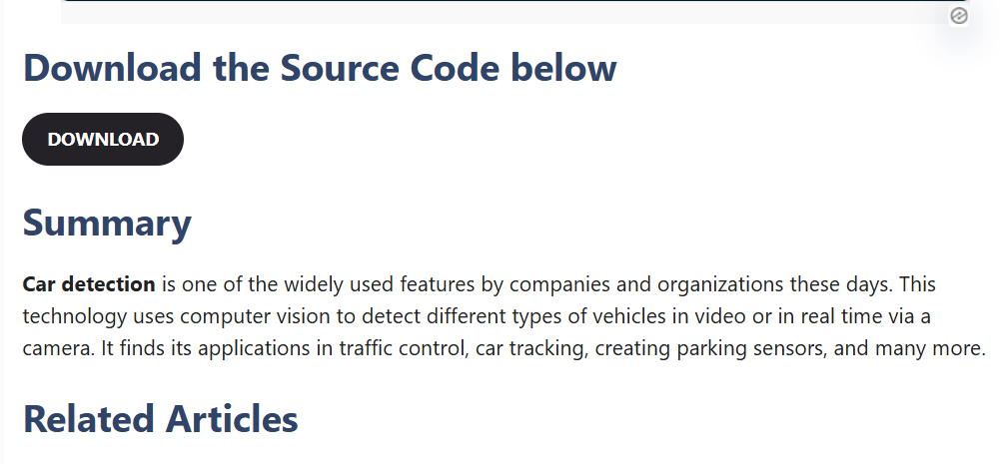 Download the Source Code below
DOWNLOAD
Summary
Car detection is one of the widely used features by companies and organizations these days. This
technology uses computer vision to detect different types of vehicles in video or in real time via a
camera. It finds its applications in traffic control, car tracking, creating parking sensors, and many more.
Related Articles